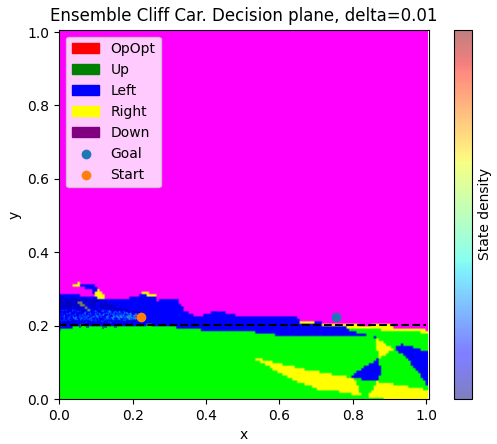 Ensemble Cliff Car. Decision plane, delta=0.01
1.0
0.8
0.6
0.4
0.2
0.0
y
OpOpt
Up
Left
Right
Down
Goal
Start
0.0 0.2 0.4 0.6 0.8 1.0
x
State density